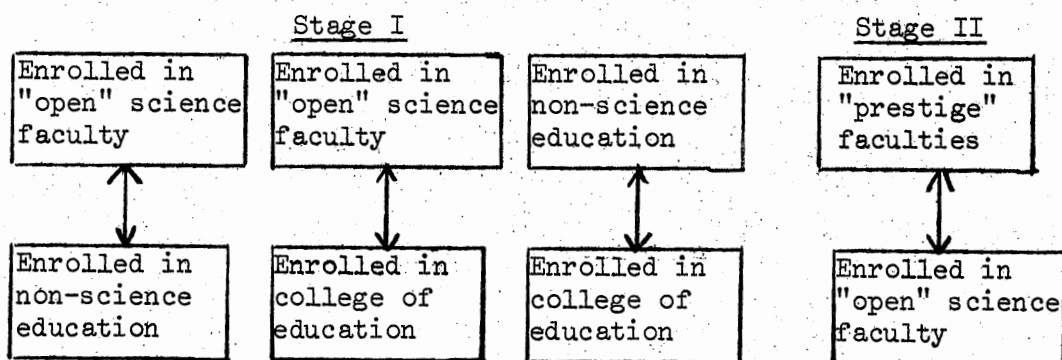 Stage I
Stage II
Enrolled in
"open" science
faculty
Enrolled in
"open" science
faculty
Enrolled in
non-science
education
Enrolled in
"prestige"
faculties
Enrolled in
non-science
education
Enrolled in
college of
education
Enrolled in
college of
education
Enrolled in
"open" science
faculty